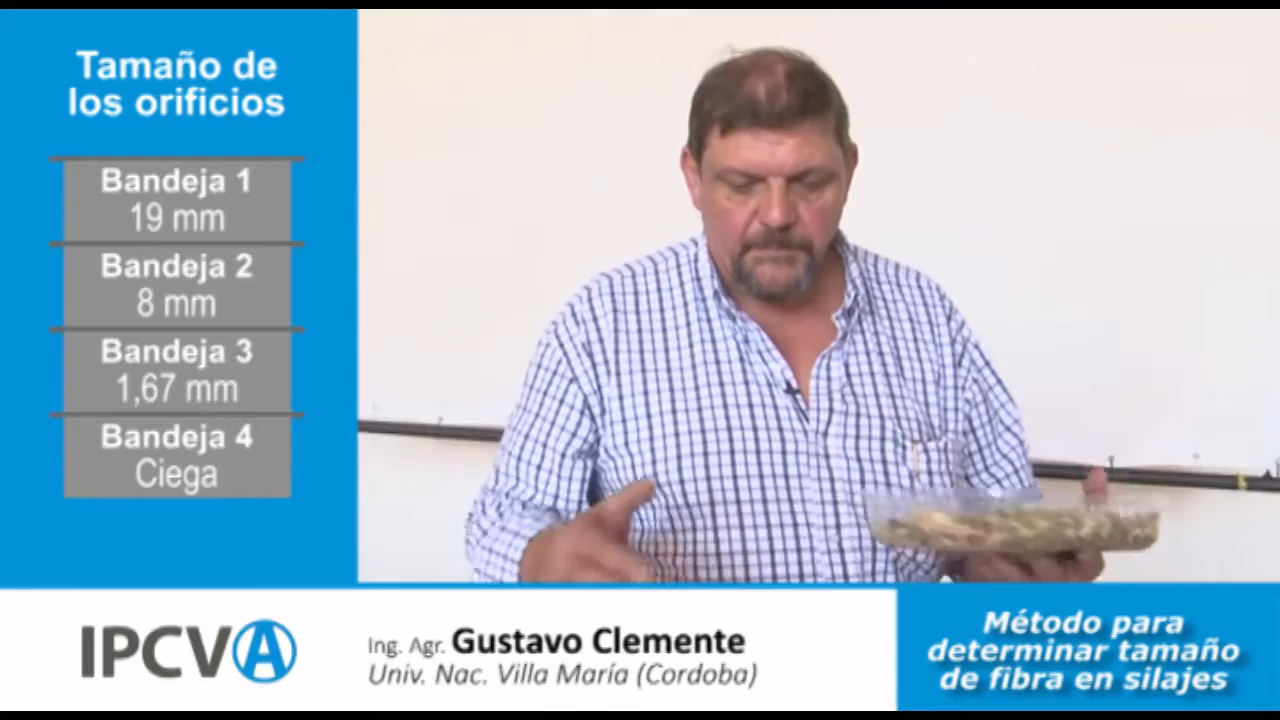 Tamaño de
los orificios
Bandeja 1
19 mm
Bandeja 2
8 mm
Bandeja 3
1,67 mm
Bandeja 4
Ciega
IPCVA
Ing. Agr. Gustavo Clemente
Univ. Nac. Villa María (Cordoba)
Método para
determinar tamaño
de fibra en silajes